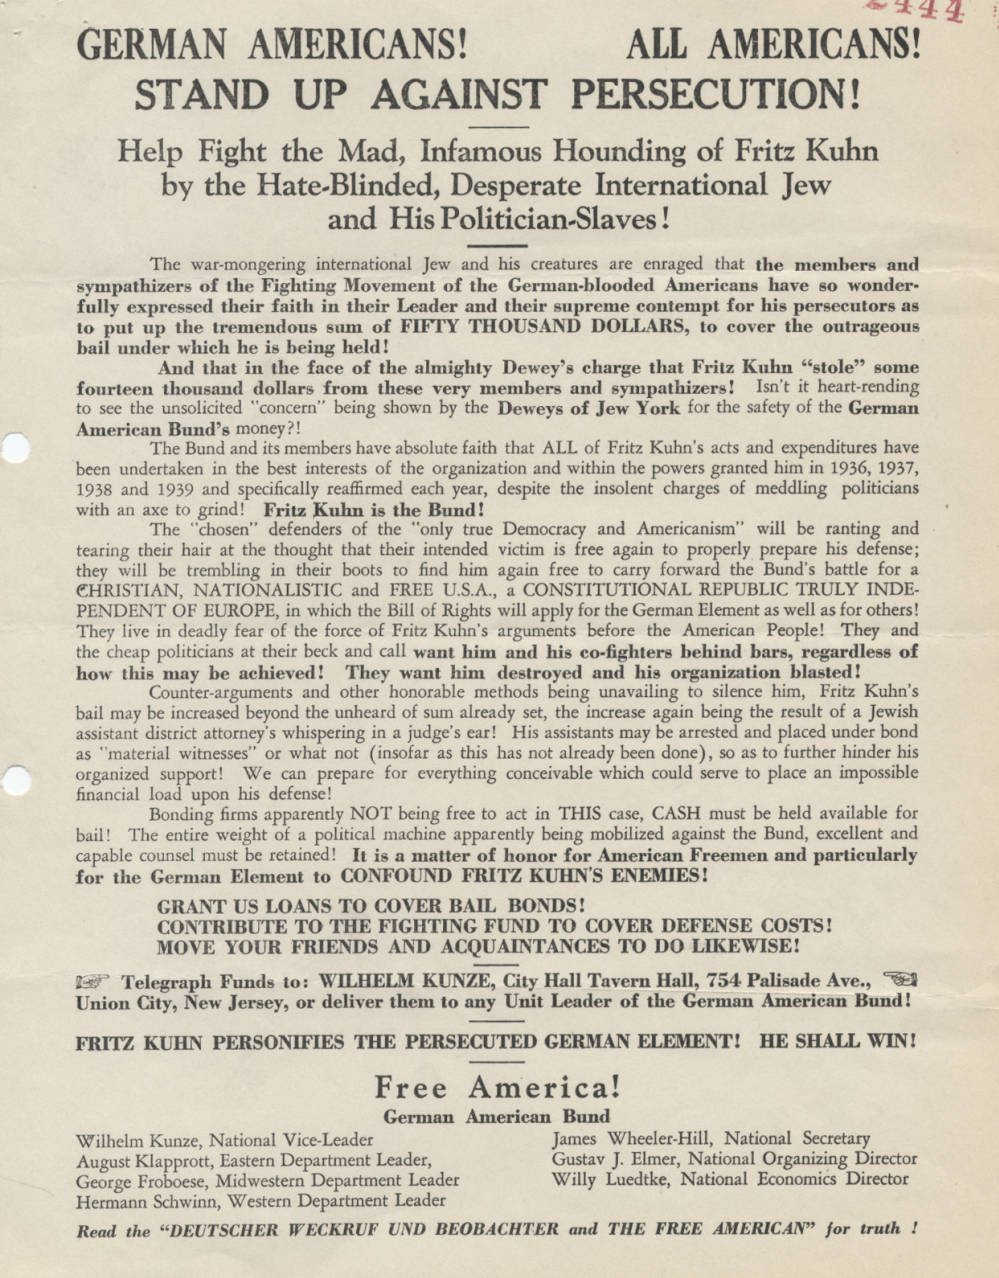 2444
GERMAN AMERICANS! ALL AMERICANS!
STAND UP AGAINST PERSECUTION!
Help Fight the Mad, Infamous Hounding of Fritz Kuhn
by the Hate-Blinded, Desperate International Jew
and His Politician-Slaves!
The war-mongering international Jew and his creatures are enraged that the members and
sympathizers of the Fighting Movement of the German-blooded Americans have so wonder-
fully expressed their faith in their Leader and their supreme contempt for his persecutors as
to put up the tremendous sum of FIFTY THOUSAND DOLLARS, to cover the outrageous
bail under which he is being held!
And that in the face of the almighty Dewey's charge that Fritz Kuhn “stole” some
fourteen thousand dollars from these very members and sympathizers! Isn't it heart-rending
to see the unsolicited "concern" being shown by the Deweys of Jew York for the safety of the German
American Bund's money?!
The Bund and its members have absolute faith that ALL of Fritz Kuhn's acts and expenditures have
been undertaken in the best interests of the organization and within the powers granted him in 1936, 1937,
1938 and 1939 and specifically reaffirmed each year, despite the insolent charges of meddling politicians
with an axe to grind! Fritz Kuhn is the Bund!
The "chosen" defenders of the "only true Democracy and Americanism" will be ranting and
tearing their hair at the thought that their intended victim is free again to properly prepare his defense;
they will be trembling in their boots to find him again free to carry forward the Bund's battle for a
CHRISTIAN, NATIONALISTIC and FREE U.S.A., a CONSTITUTIONAL REPUBLIC TRULY INDE-
PENDENT OF EUROPE, in which the Bill of Rights will apply for the German Element as well as for others!
They live in deadly fear of the force of Fritz Kuhn's arguments before the American People! They and
the cheap politicians at their beck and call want him and his co-fighters behind bars, regardless of
how this may be achieved! They want him destroyed and his organization blasted!
Counter-arguments and other honorable methods being unavailing to silence him, Fritz Kuhn's
bail may be increased beyond the unheard of sum already set, the increase again being the result of a Jewish
assistant district attorney's whispering in a judge's ear! His assistants may be arrested and placed under bond
as "material witnesses" or what not (insofar as this has not already been done), so as to further hinder his
organized support! We can prepare for everything conceivable which could serve to place an impossible
financial load upon his defense!
Bonding firms apparently NOT being free to act in THIS case, CASH must be held available for
bail! The entire weight of a political machine apparently being mobilized against the Bund, excellent and
capable counsel must be retained! It is a matter of honor for American Freemen and particularly
for the German Element to CONFOUND FRITZ KUHN'S ENEMIES!
GRANT US LOANS TO COVER BAIL BONDS!
CONTRIBUTE TO THE FIGHTING FUND TO COVER DEFENSE COSTS!
MOVE YOUR FRIENDS AND ACQUAINTANCES TO DO LIKEWISE!
Telegraph Funds to: WILHELM KUNZE, City Hall Tavern Hall, 754 Palisade Ave.,
Union City, New Jersey, or deliver them to any Unit Leader of the German American Bund!
FRITZ KUHN PERSONIFIES THE PERSECUTED GERMAN ELEMENT! HE SHALL WIN!
Free America!
German American Bund
Wilhelm Kunze, National Vice-Leader
August Klapprott, Eastern Department Leader,
George Froboese, Midwestern Department Leader
Hermann Schwinn, Western Department Leader
James Wheeler-Hill, National Secretary
Gustav J. Elmer, National Organizing Director
Willy Luedtke, National Economics Director
Read the “DEUTSCHER WECKRUF UND BEOBACHTER and THE FREE AMERICAN” for truth !